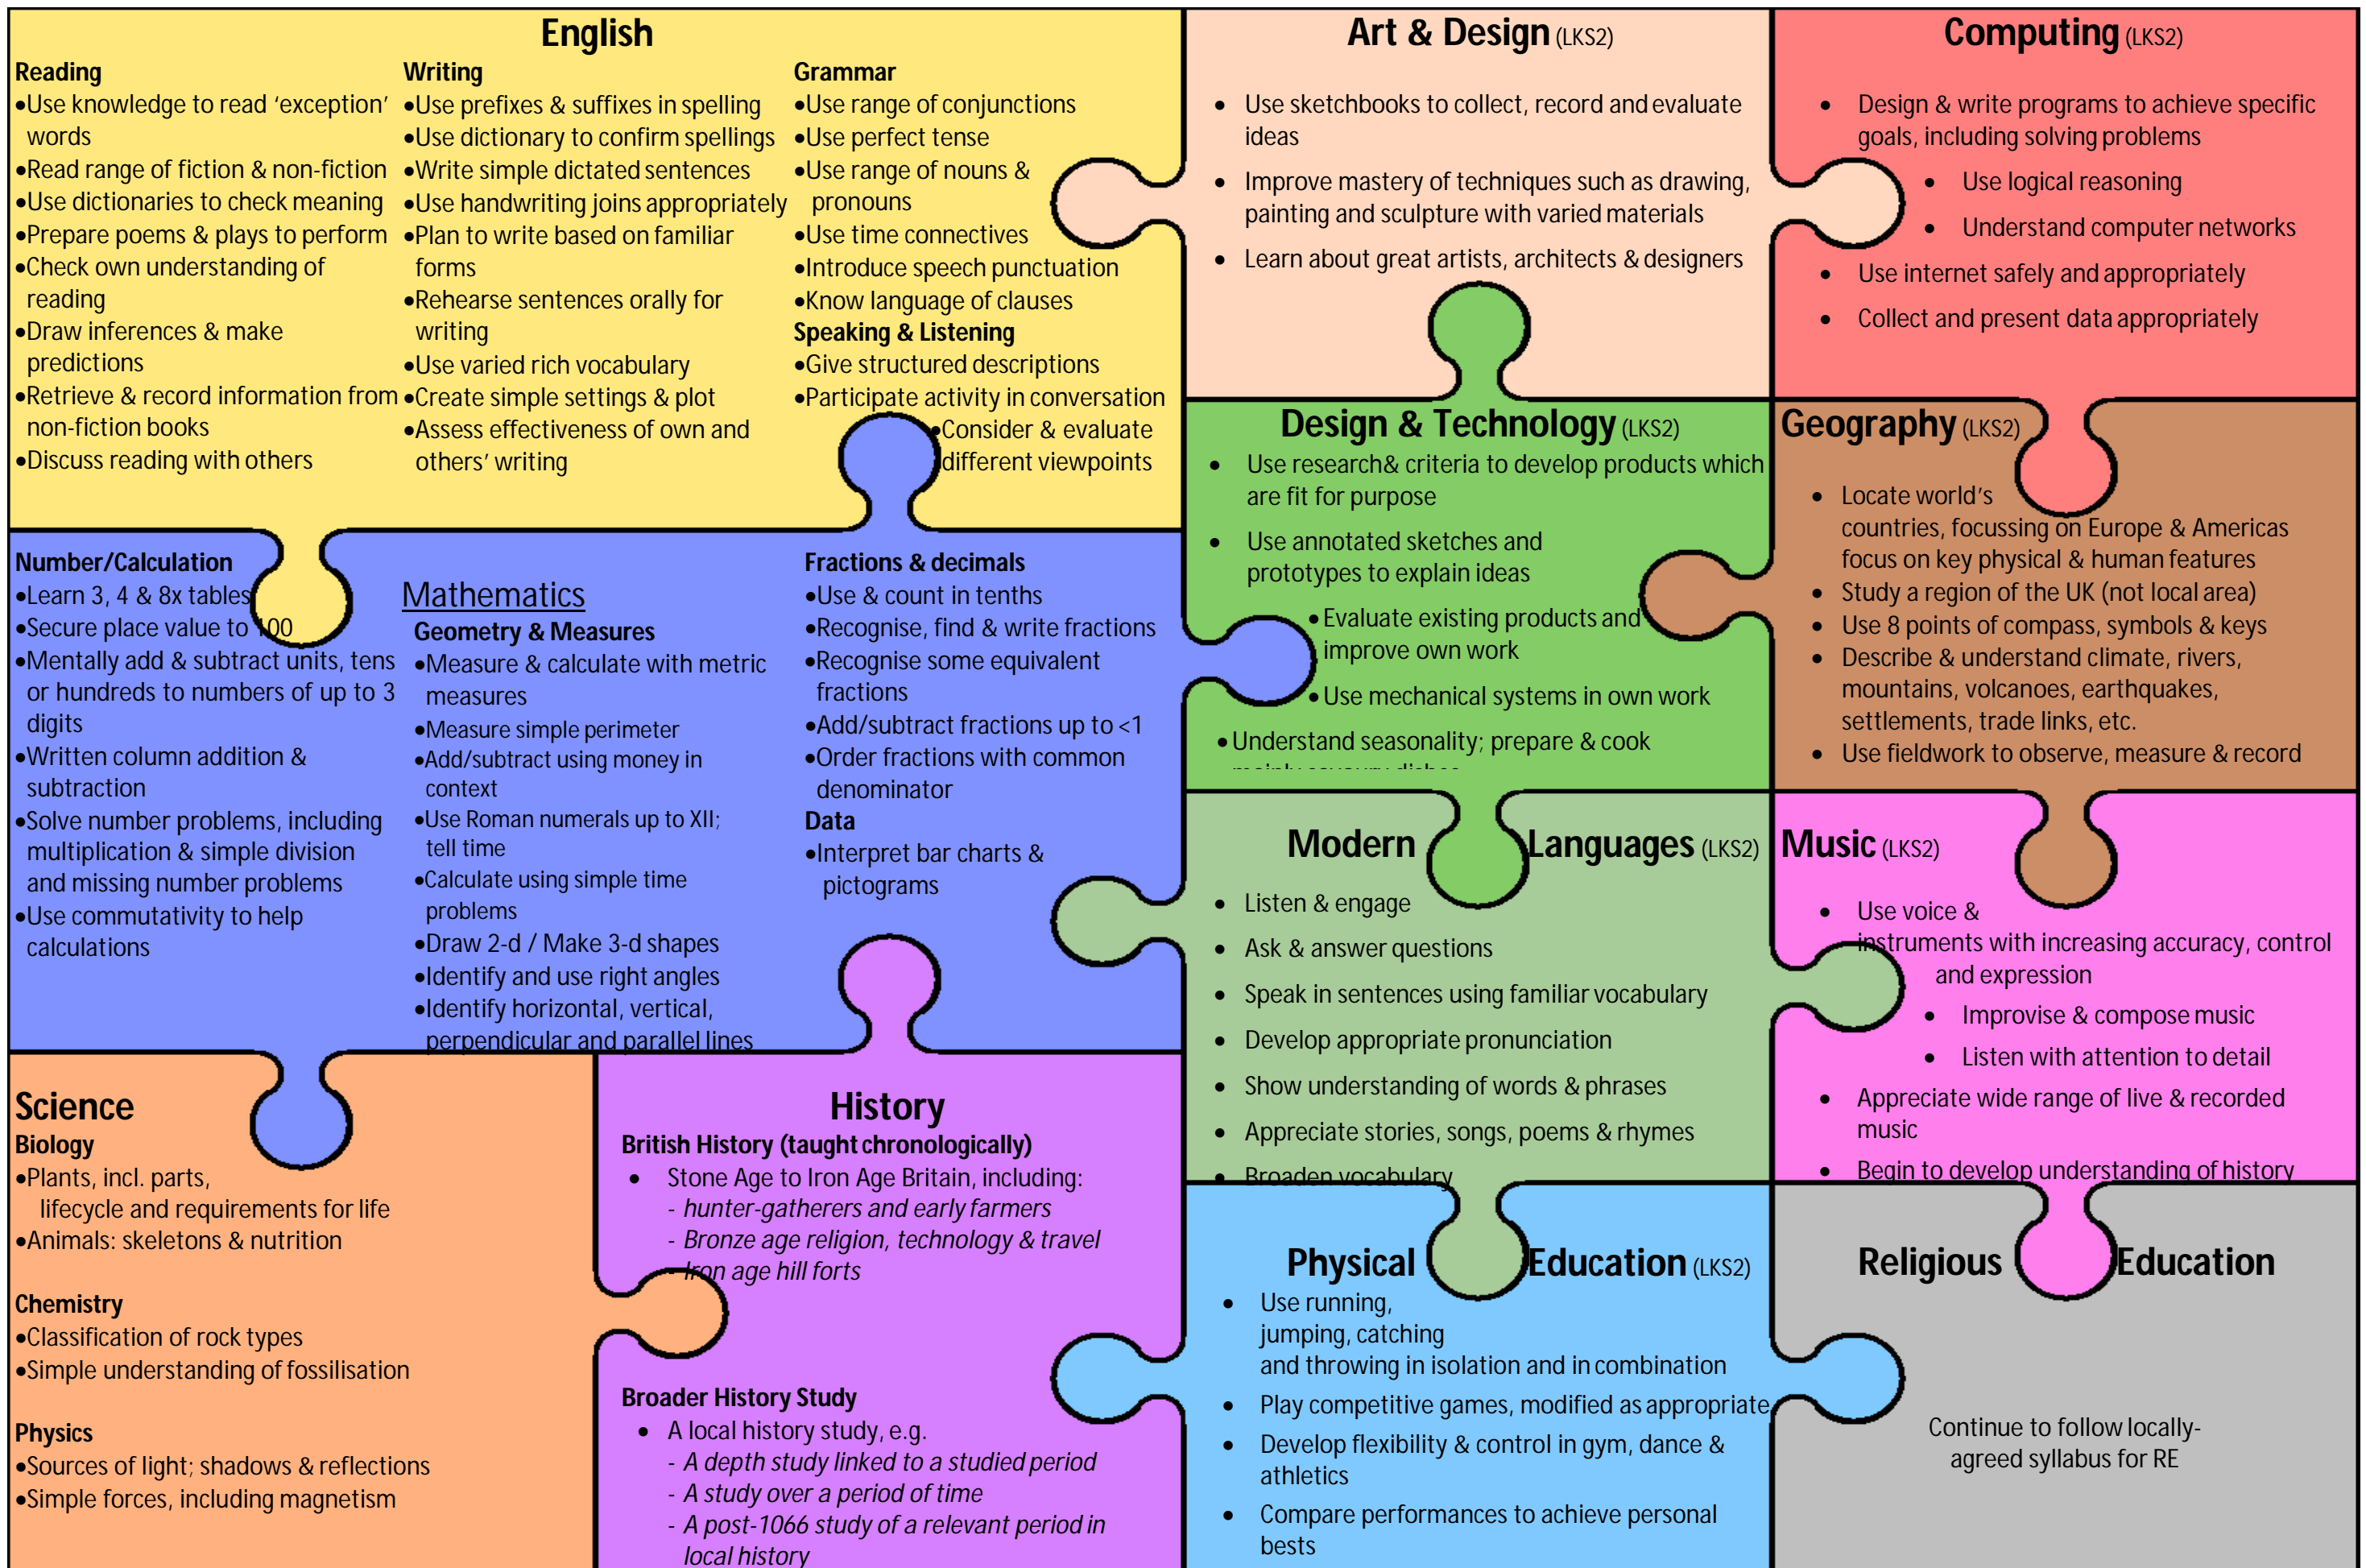 English
Reading
•Use knowledge to read ‘exception’
words
•Read range of fiction & non-fiction
•Use dictionaries to check meaning
•Prepare poems & plays to perform
•Check own understanding of
reading
•Draw inferences & make
predictions
•Retrieve & record information from
non-fiction books
•Discuss reading with others
Writing
•Use prefixes & suffixes in spelling
•Use dictionary to confirm spellings
•Write simple dictated sentences
•Use handwriting joins appropriately
•Plan to write based on familiar
forms
•Rehearse sentences orally for
writing
•Use varied rich vocabulary
•Create simple settings & plot
•Assess effectiveness of own and
others’ writing
Grammar
•Use range of conjunctions
•Use perfect tense
•Use range of nouns &
pronouns
•Use time connectives
•Introduce speech punctuation
•Know language of clauses
Speaking & Listening
•Give structured descriptions
•Participate activity in conversation
•Consider & evaluate
different viewpoints
Art & Design (LKS2)
• Use sketchbooks to collect, record and evaluate
ideas
• Improve mastery of techniques such as drawing,
painting and sculpture with varied materials
• Learn about great artists, architects & designers
Computing (LKS2)
• Design & write programs to achieve specific
goals, including solving problems
• Use logical reasoning
• Understand computer networks
• Use internet safely and appropriately
• Collect and present data appropriately
Number/Calculation
•Learn 3, 4 & 8x tables
•Secure place value to 100
•Mentally add & subtract units, tens
or hundreds to numbers of up to 3
digits
•Written column addition &
subtraction
•Solve number problems, including
multiplication & simple division
and missing number problems
•Use commutativity to help
calculations
Mathematics
Geometry & Measures
•Measure & calculate with metric
measures
•Measure simple perimeter
•Add/subtract using money in
context
•Use Roman numerals up to XII;
tell time
•Calculate using simple time
problems
•Draw 2-d / Make 3-d shapes
•Identify and use right angles
•Identify horizontal, vertical,
perpendicular and parallel lines
Fractions & decimals
•Use & count in tenths
•Recognise, find & write fractions
•Recognise some equivalent
fractions
•Add/subtract fractions up to <1
•Order fractions with common
denominator
Data
•Interpret bar charts &
pictograms
Design & Technology (LKS2)
• Use research& criteria to develop products which
are fit for purpose
• Use annotated sketches and
prototypes to explain ideas
• Evaluate existing products and
improve own work
• Use mechanical systems in own work
• Understand seasonality; prepare & cook
mainly savoury dishes
Geography (LKS2)
• Locate world’s
countries, focussing on Europe & Americas
focus on key physical & human features
• Study a region of the UK (not local area)
• Use 8 points of compass, symbols & keys
• Describe & understand climate, rivers,
mountains, volcanoes, earthquakes,
settlements, trade links, etc.
• Use fieldwork to observe, measure & record
Modern Languages (LKS2)
• Listen & engage
• Ask & answer questions
• Speak in sentences using familiar vocabulary
• Develop appropriate pronunciation
• Show understanding of words & phrases
• Appreciate stories, songs, poems & rhymes
• Broaden vocabulary
Music (LKS2)
• Use voice &
instruments with increasing accuracy, control
and expression
• Improvise & compose music
• Listen with attention to detail
• Appreciate wide range of live & recorded
music
• Begin to develop understanding of history
Science
Biology
•Plants, incl. parts,
lifecycle and requirements for life
•Animals: skeletons & nutrition
Chemistry
•Classification of rock types
•Simple understanding of fossilisation
Physics
•Sources of light; shadows & reflections
•Simple forces, including magnetism
History
British History (taught chronologically)
• Stone Age to Iron Age Britain, including:
- hunter-gatherers and early farmers
- Bronze age religion, technology & travel
- Iron age hill forts
Broader History Study
• A local history study, e.g.
- A depth study linked to a studied period
- A study over a period of time
- A post-1066 study of a relevant period in
local history
Physical Education (LKS2)
• Use running,
jumping, catching
and throwing in isolation and in combination
• Play competitive games, modified as appropriate
• Develop flexibility & control in gym, dance &
athletics
• Compare performances to achieve personal
bests
Religious Education
Continue to follow locally-
agreed syllabus for RE